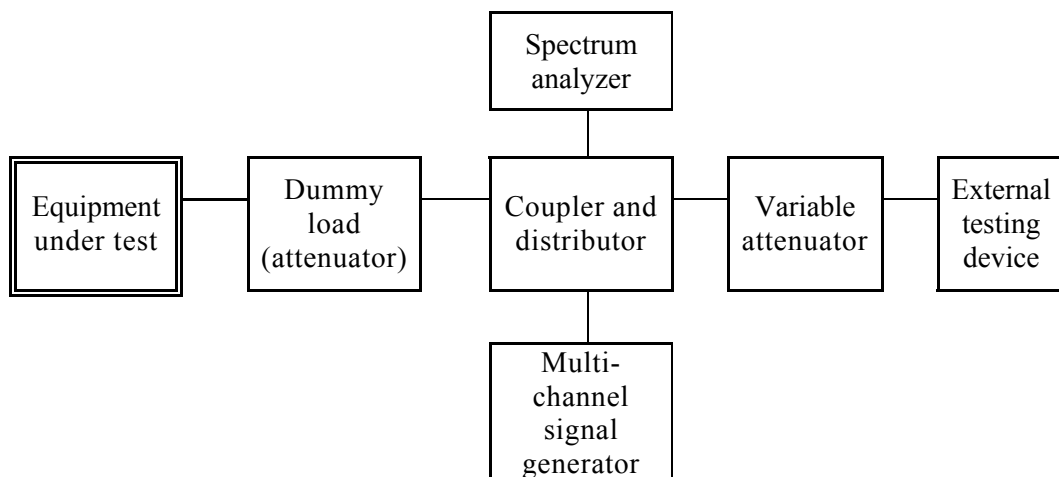 Spectrum
analyzer
Equipment
under test
Dummy
load
(attenuator)
Coupler and
distributor
Variable
attenuator
External
testing
device
Multi-
channel
signal
generator